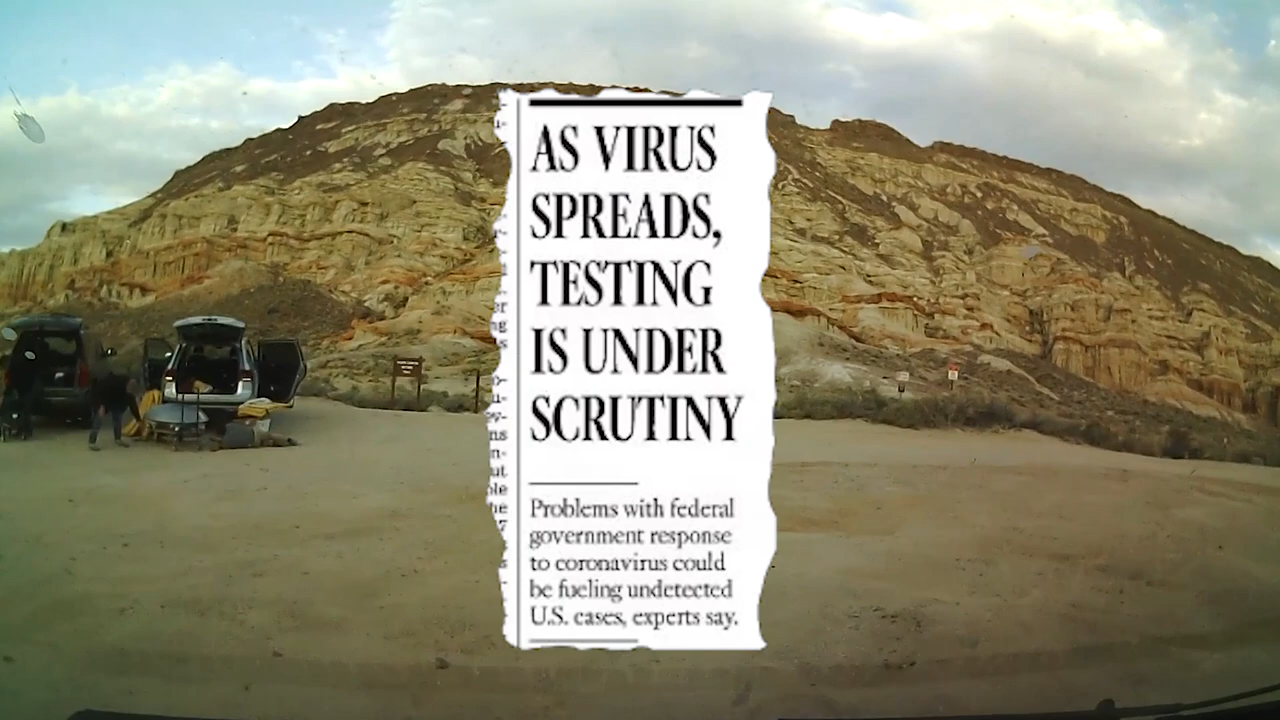 AS VIRUS
SPREADS,
TESTING
IS UNDER
SCRUTINY
Problems with federal
government response
to coronavirus could
be fueling undetected
U.S. cases, experts say.